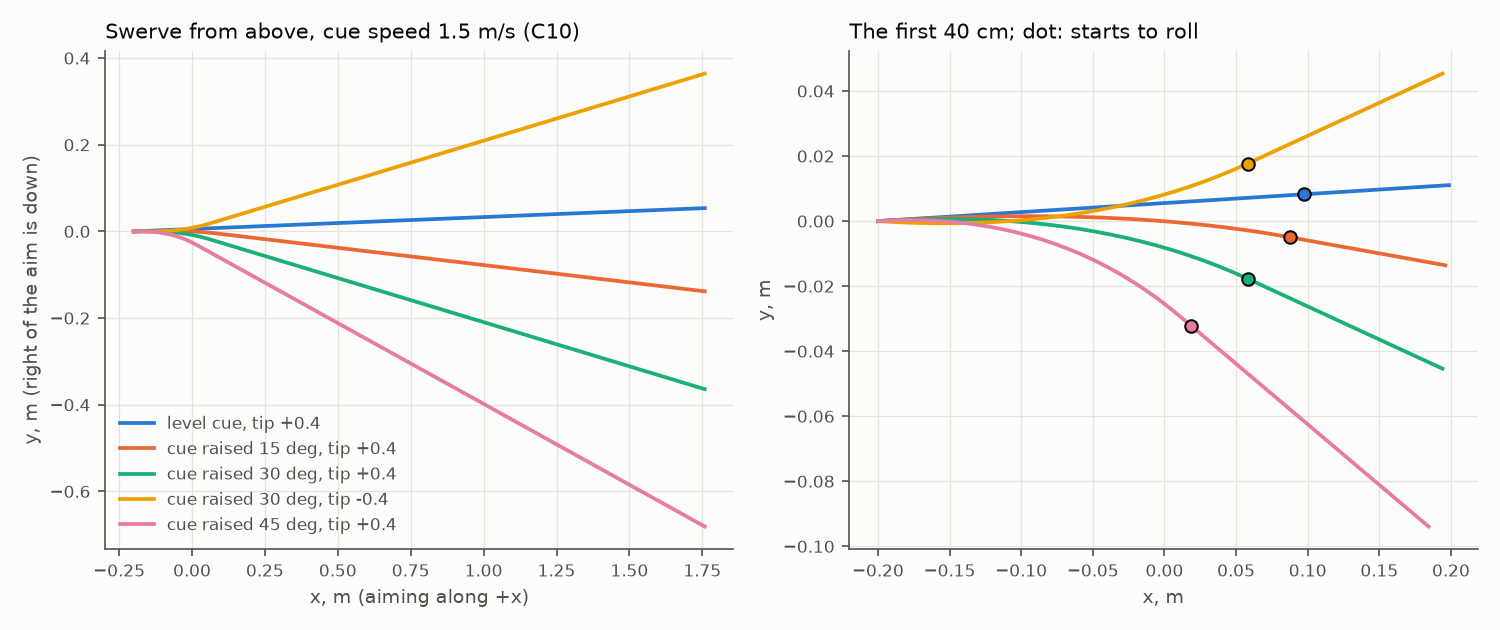 Swerve from above, cue speed 1.5 m/s (C10)
0.4
0.2
0.0
−0.2
−0.4
−0.6
y, m (right of the aim is down)
level cue, tip +0.4
cue raised 15 deg, tip +0.4
cue raised 30 deg, tip +0.4
cue raised 30 deg, tip -0.4
cue raised 45 deg, tip +0.4
−0.25 0.00 0.25 0.50 0.75 1.00 1.25 1.50 1.75
x, m (aiming along +x)
The first 40 cm; dot: starts to roll
0.04
0.02
0.00
−0.02
−0.04
−0.06
−0.08
−0.10
y, m
−0.20 −0.15 −0.10 −0.05 0.00 0.05 0.10 0.15 0.20
x, m